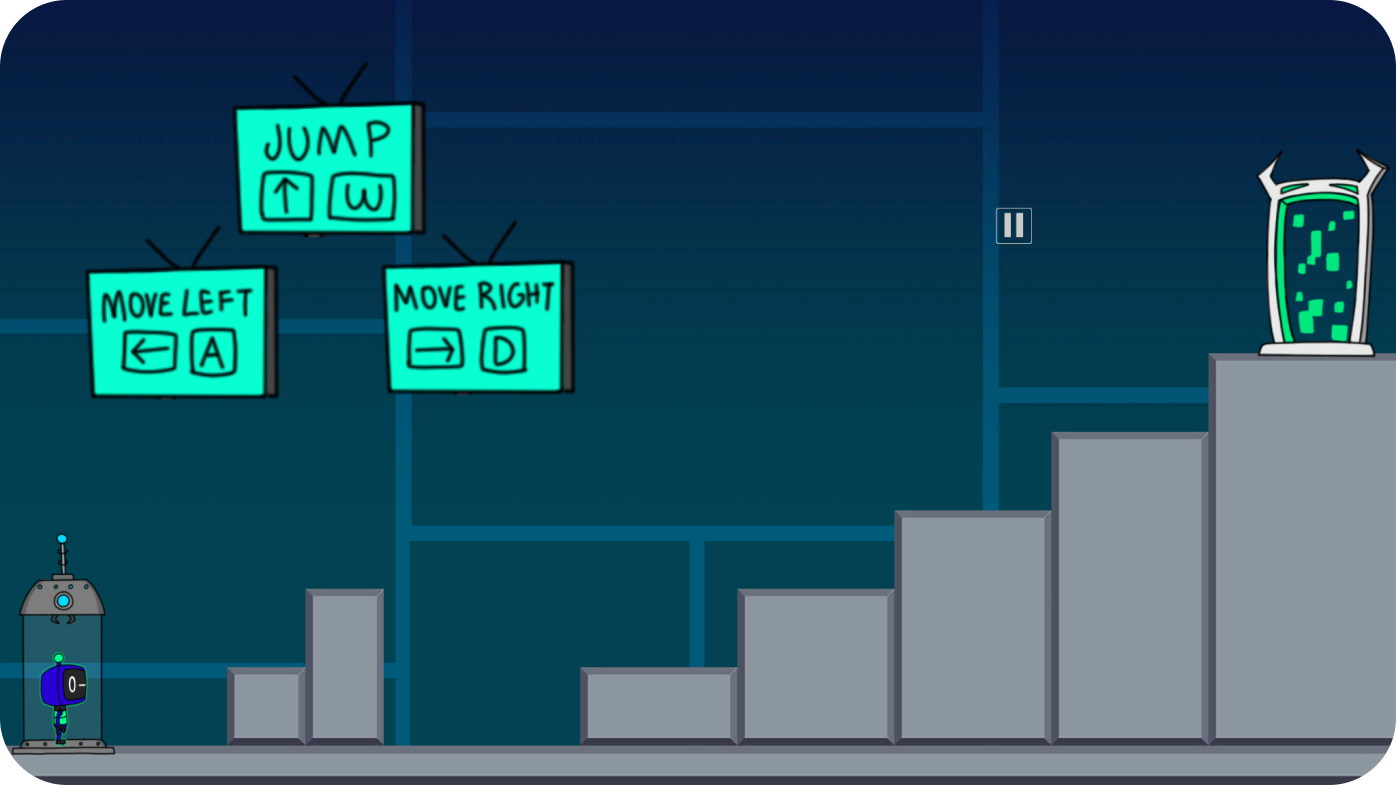 JUMP
↑ W
MOVE LEFT
← A
MOVE RIGHT
→ D